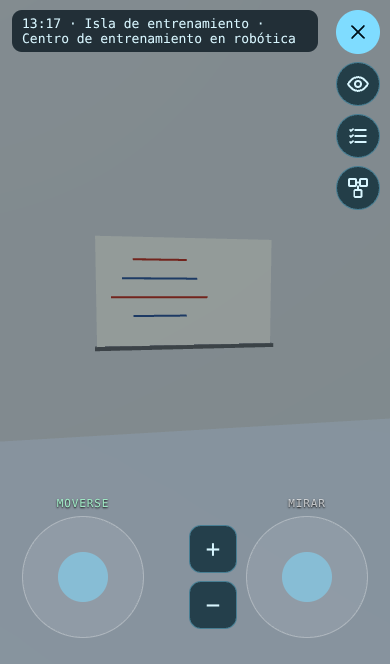 13:17 · Isla de entrenamiento ·
Centro de entrenamiento en robótica
MOVERSE
MIRAR
+
−